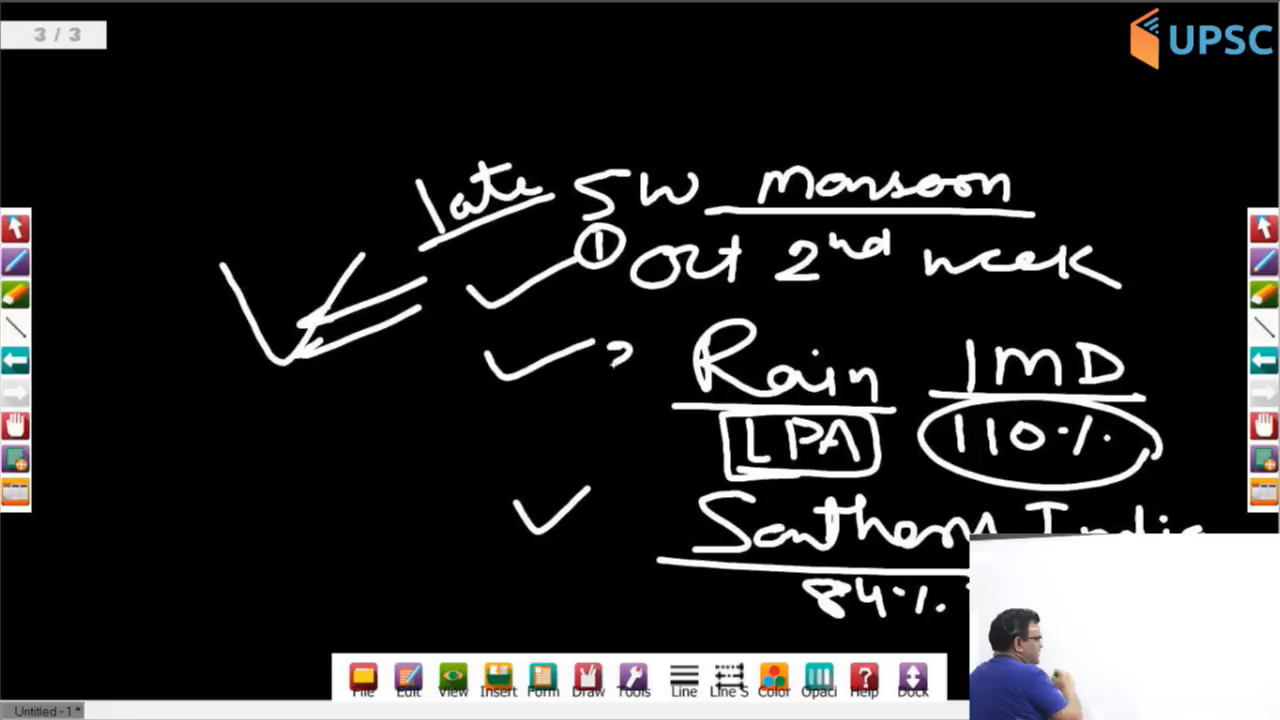 3 / 3
UPSC
late SW monsoon
① Oct 2nd week
Rain IMD
LPA 110%
Southern India
84%
File Edit View Insert Form Draw Tools Line Line S Color Opaci Help Dock
Untitled - 1 *